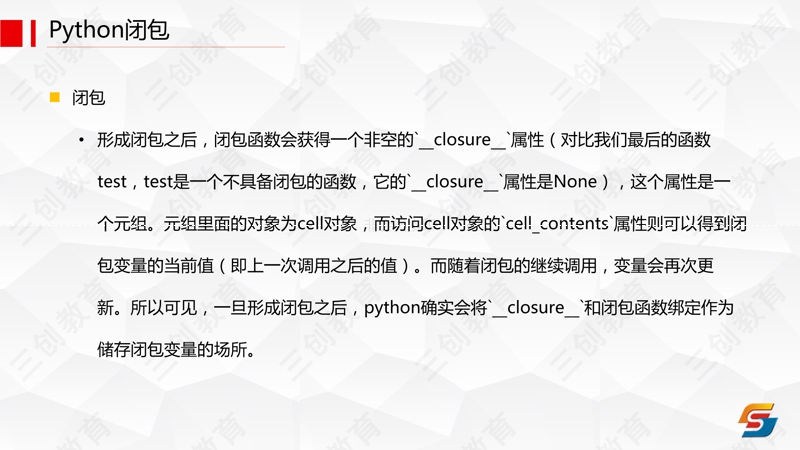 Python闭包
闭包
形成闭包之后，闭包函数会获得一个非空的`__closure__`属性（对比我们最后的函数
test，test是一个不具备闭包的函数，它的`__closure__`属性是None），这个属性是一
个元组。元组里面的对象为cell对象，而访问cell对象的`cell_contents`属性则可以得到闭
包变量的当前值（即上一次调用之后的值）。而随着闭包的继续调用，变量会再次更
新。所以可见，一旦形成闭包之后，python确实会将`__closure__`和闭包函数绑定作为
储存闭包变量的场所。
三创教育